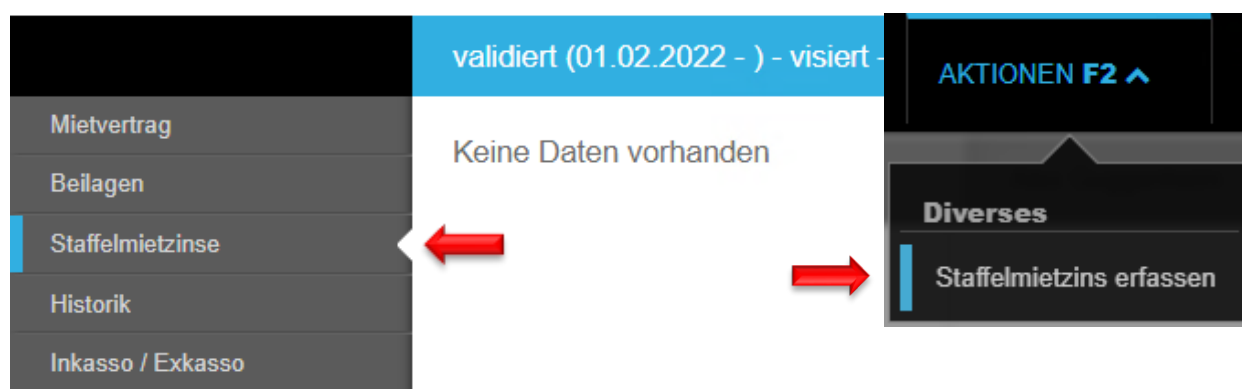 validiert (01.02.2022 - ) - visiert -
AKTIONEN F2
Mietvertrag
Beilagen
Staffelmietzinse
Historik
Inkasso / Exkasso
Keine Daten vorhanden
Diverses
Staffelmietzins erfassen